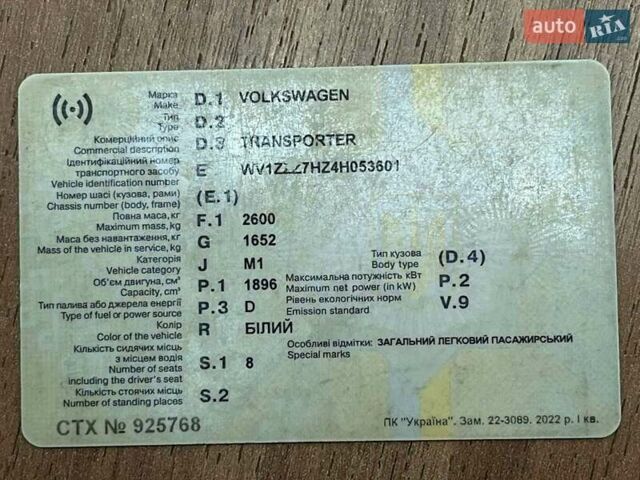 auto RIA.com
Марка D.1 VOLKSWAGEN
Make
Тип D.2
Type
Комерційний опис D.3 TRANSPORTER
Commercial description
Ідентифікаційний номер
транспортного засобу E WV1ZZZ7HZ4H053601
Vehicle identification number
Номер шасі (кузова, рами) (E.1)
Chassis number (body, frame)
Повна маса, кг F.1 2600
Maximum mass, kg
Маса без навантаження, кг G 1652
Mass of the vehicle in service, kg
Категорія J M1
Vehicle category
Тип кузова (D.4)
Body type
Об'єм двигуна, см³ P.1 1896
Capacity, cm³
Максимальна потужність кВт P.2
Maximum net power (in kW)
Тип палива або джерела енергії P.3 D
Type of fuel or power source
Рівень екологічних норм V.9
Emission standard
Колір R БІЛИЙ
Color of the vehicle
Особливі відмітки: ЗАГАЛЬНИЙ ЛЕГКОВИЙ ПАСАЖИРСЬКИЙ
Special marks
Кількість сидячих місць
з місцем водія S.1 8
Number of seats
including the driver's seat
Кількість стоячих місць S.2
Number of standing places
СТХ № 925768
ПК "Україна". Зам. 22-3089. 2022 р. І кв.